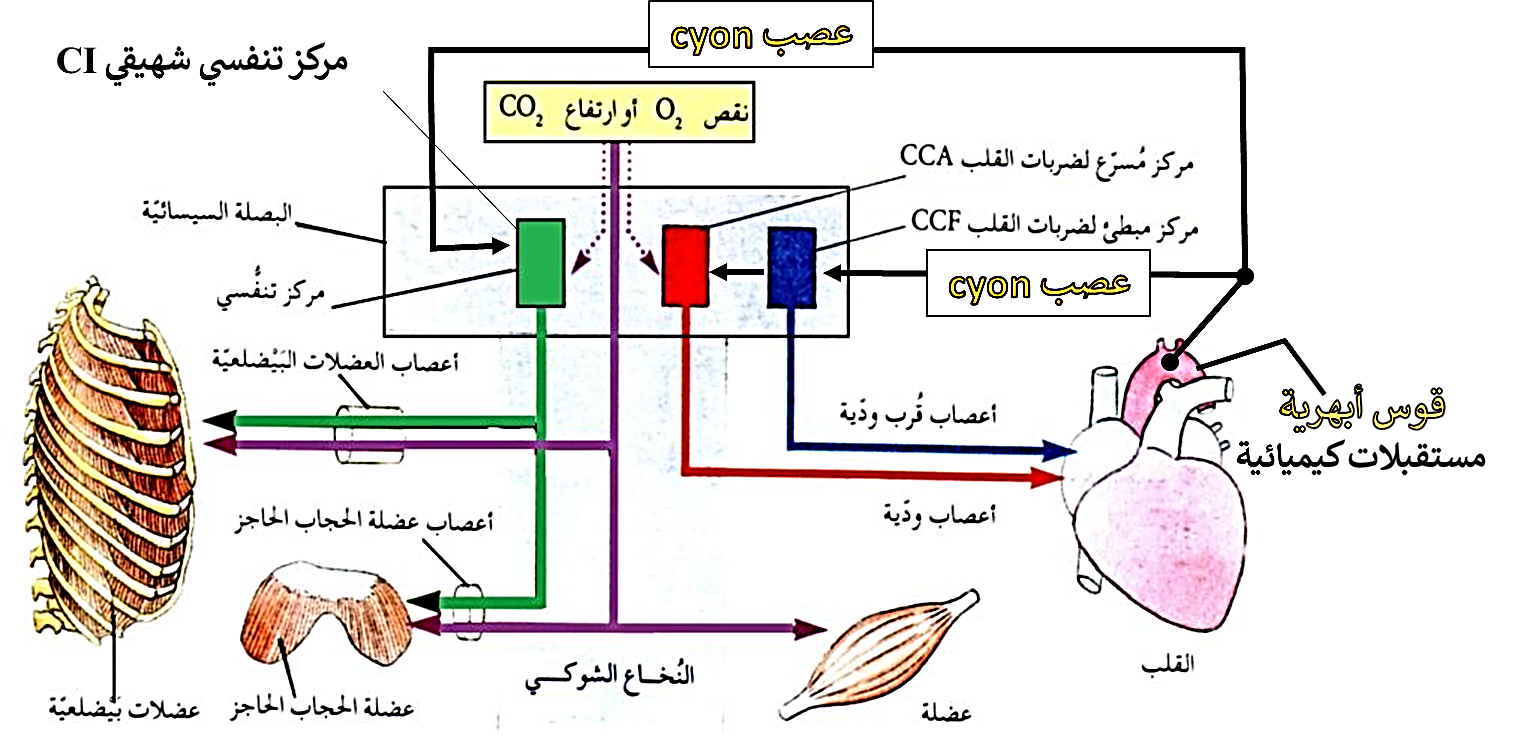 عصب cyon
مركز تنفسي شهيقي CI
نقص O₂ أو ارتفاع CO₂
مركز مُسرّع لضربات القلب CCA
البصلة السيسائيّة
مركز مبطئ لضربات القلب CCF
عصب cyon
مركز تنفُّسي
أعصاب العضلات البَيْضلعيّة
أعصاب قُرب ودّية
قوس أبهرية
مستقبلات كيميائية
أعصاب عضلة الحجاب الحاجز
أعصاب ودّية
القلب
النُخـاع الشوكـــي
عضلات بَيْضلعيّة
عضلة الحجاب الحاجز
عضلة